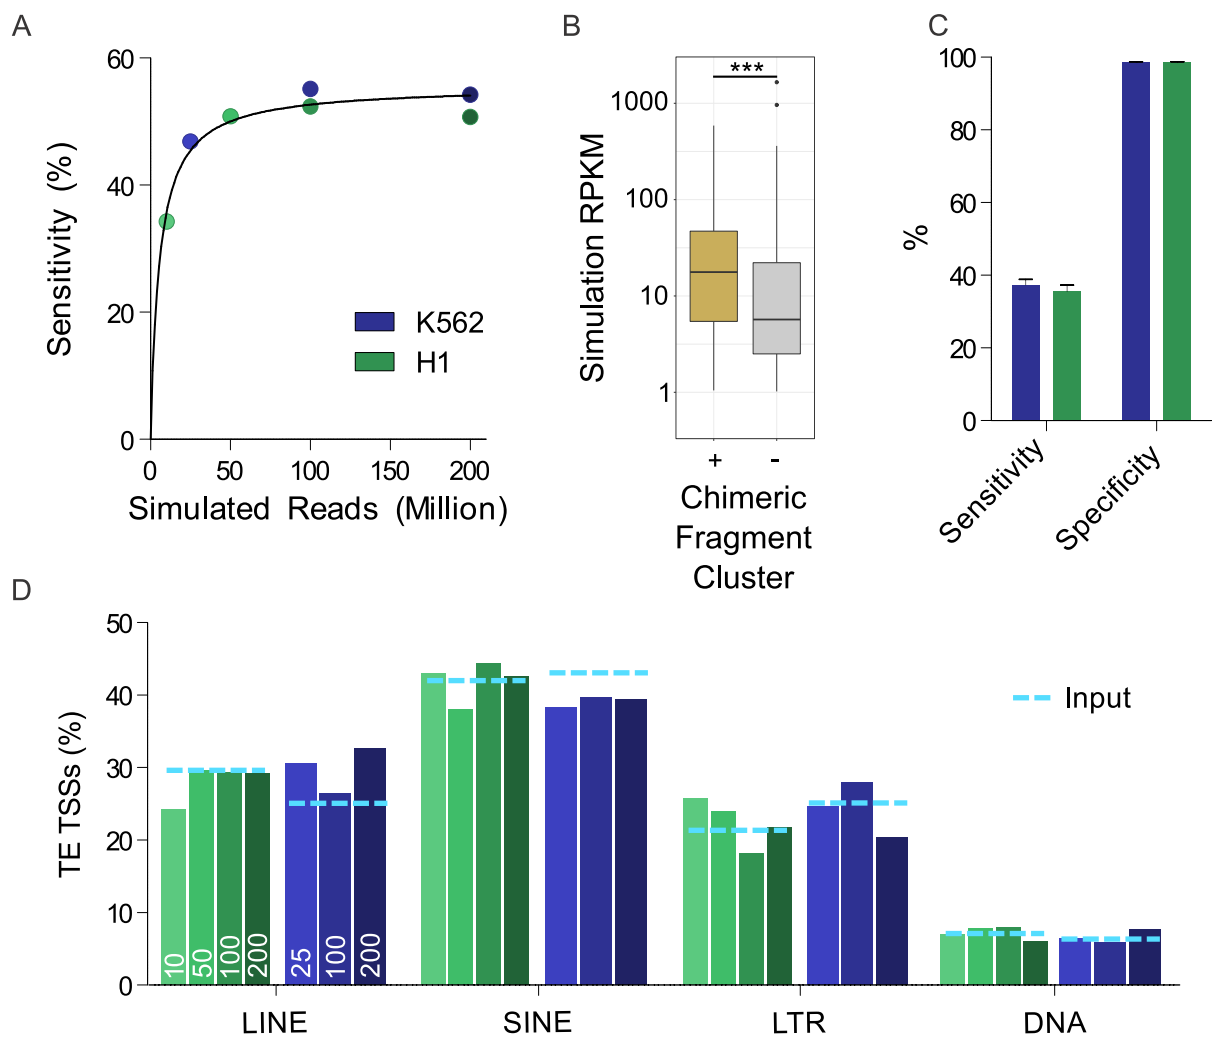 A
60
40
20
0
Sensitivity (%)
K562
H1
0
50
100
150
200
Simulated Reads (Million)
B
***
1000
100
10
1
Simulation RPKM
+
-
Chimeric
Fragment
Cluster
C
100
80
60
40
20
0
%
Sensitivity
Specificity
D
50
40
30
20
10
0
TE TSSs (%)
Input
10
50
100
200
25
100
200
LINE
SINE
LTR
DNA